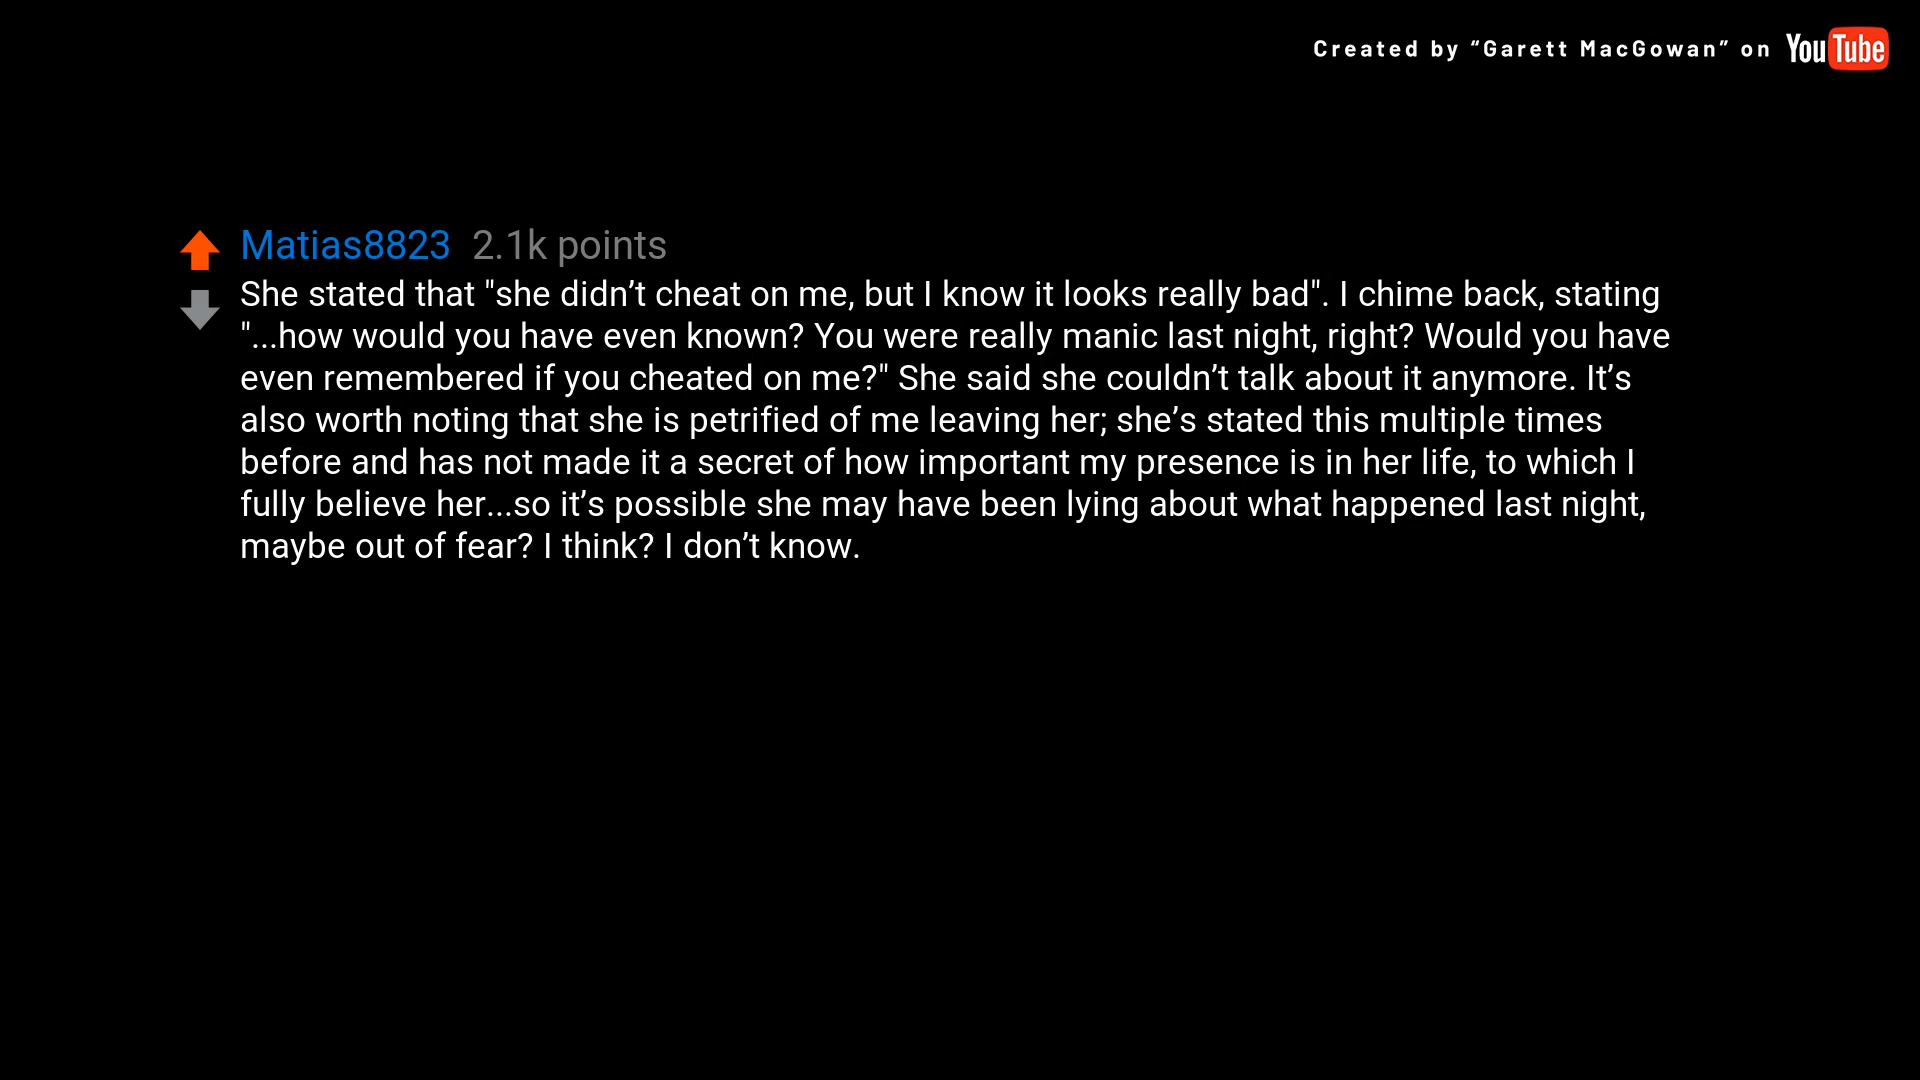 Created by “Garett MacGowan” on YouTube
Matias8823 2.1k points
She stated that "she didn’t cheat on me, but I know it looks really bad". I chime back, stating
"...how would you have even known? You were really manic last night, right? Would you have
even remembered if you cheated on me?" She said she couldn’t talk about it anymore. It’s
also worth noting that she is petrified of me leaving her; she’s stated this multiple times
before and has not made it a secret of how important my presence is in her life, to which I
fully believe her...so it’s possible she may have been lying about what happened last night,
maybe out of fear? I think? I don’t know.